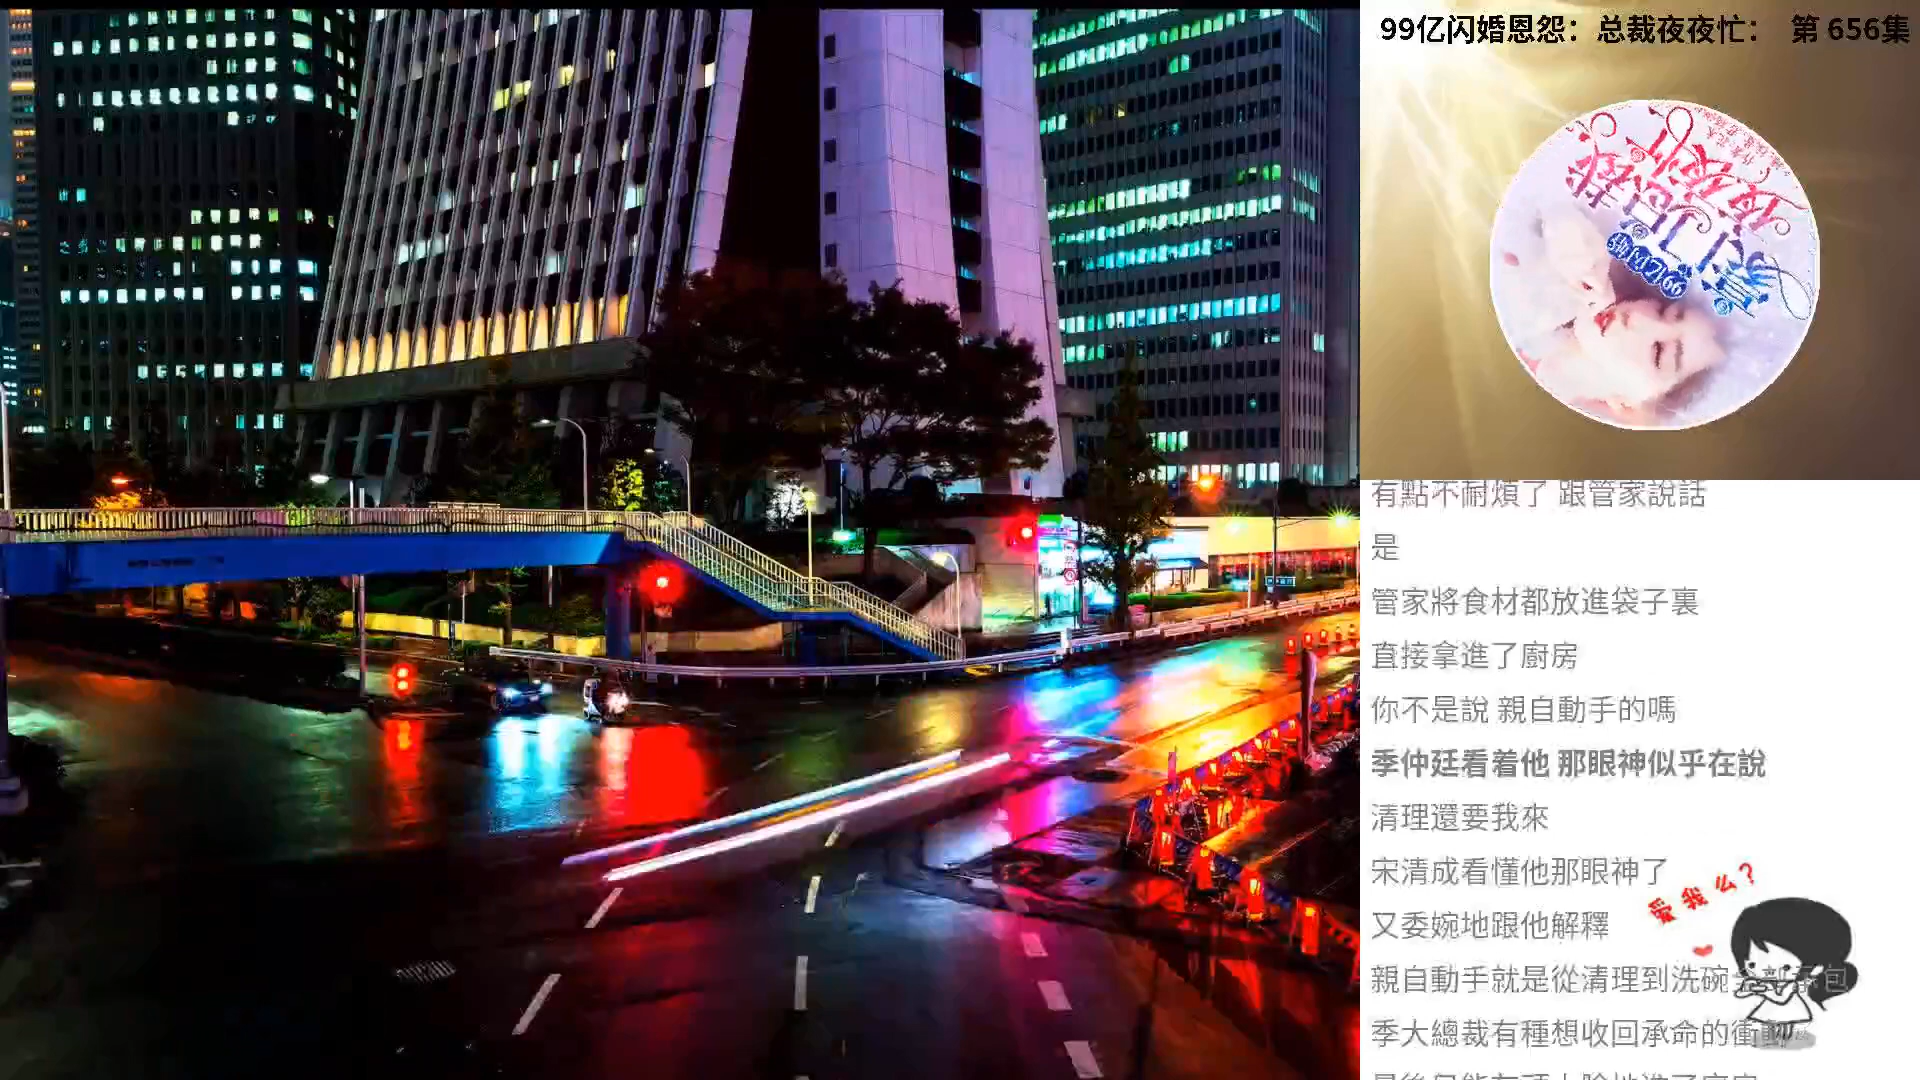 99亿闪婚恩怨：总裁夜夜忙： 第 656集
有點不耐煩了 跟管家說話
是
管家將食材都放進袋子裏
直接拿進了廚房
你不是說 親自動手的嗎
季仲廷看着他 那眼神似乎在說
清理還要我來
宋清成看懂他那眼神了
爱我么？
又委婉地跟他解釋
親自動手就是從清理到洗碗全部承包
季大總裁有種想收回承命的衝動